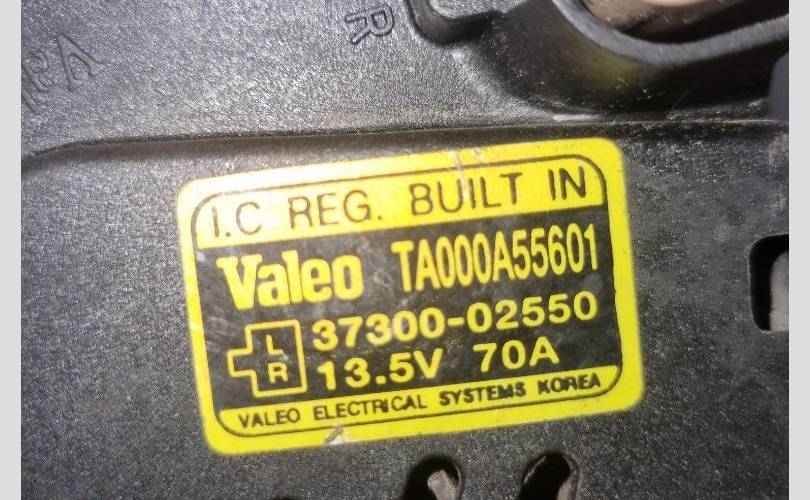 R
I.C REG. BUILT IN
Valeo TA000A55601
L 37300-02550
R 13.5V 70A
VALEO ELECTRICAL SYSTEMS KOREA